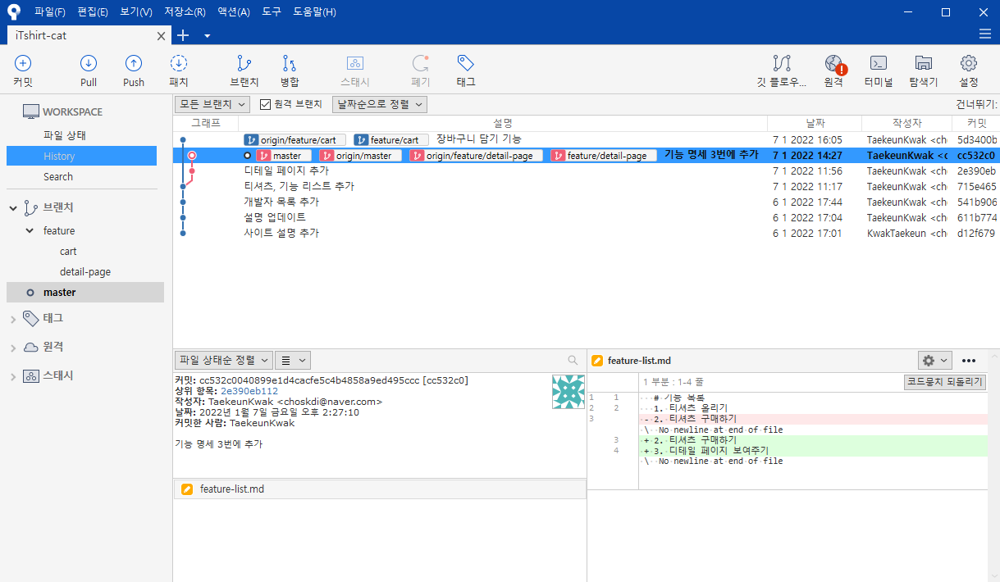 파일(F) 편집(E) 보기(V) 저장소(R) 액션(A) 도구 도움말(H)
iTshirt-cat
커밋 Pull Push 패치 브랜치 병합 스태시 폐기 태그 깃 플로우... 원격 터미널 탐색기 설정
모든 브랜치 원격 브랜치 날짜순으로 정렬 건너뛰기:
WORKSPACE
파일 상태
History
Search
브랜치
feature
cart
detail-page
master
태그
원격
스태시
그래프 설명 날짜 작성자 커밋
origin/feature/cart feature/cart 장바구니 담기 기능 7 1 2022 16:05 TaekeunKwak <cho 5d3400b
master origin/master origin/feature/detail-page feature/detail-page 기능 명세 3번에 추가 7 1 2022 14:27 TaekeunKwak <c cc532c0
디테일 페이지 추가 7 1 2022 11:56 TaekeunKwak <cho 2e390eb
티셔츠, 기능 리스트 추가 7 1 2022 11:17 TaekeunKwak <cho 715e465
개발자 목록 추가 6 1 2022 17:44 TaekeunKwak <cho 541b906
설명 업데이트 6 1 2022 17:04 TaekeunKwak <cho 611b774
사이트 설명 추가 6 1 2022 17:01 KwakTaekeun <cho d12f679
파일 상태순 정렬
커밋: cc532c0040899e1d4cacfe5c4b4858a9ed495ccc [cc532c0]
상위 항목: 2e390eb112
작성자: TaekeunKwak <choskdi@naver.com>
날짜: 2022년 1월 7일 금요일 오후 2:27:10
커밋한 사람: TaekeunKwak
기능 명세 3번에 추가
feature-list.md
feature-list.md
1 부분 : 1-4 줄 코드뭉치 되돌리기
1 1 # 기능 목록
2 2 1. 티셔츠 올리기
3 - 2. 티셔츠 구매하기
\ No newline at end of file
3 + 2. 티셔츠 구매하기
4 + 3. 디테일 페이지 보여주기
\ No newline at end of file